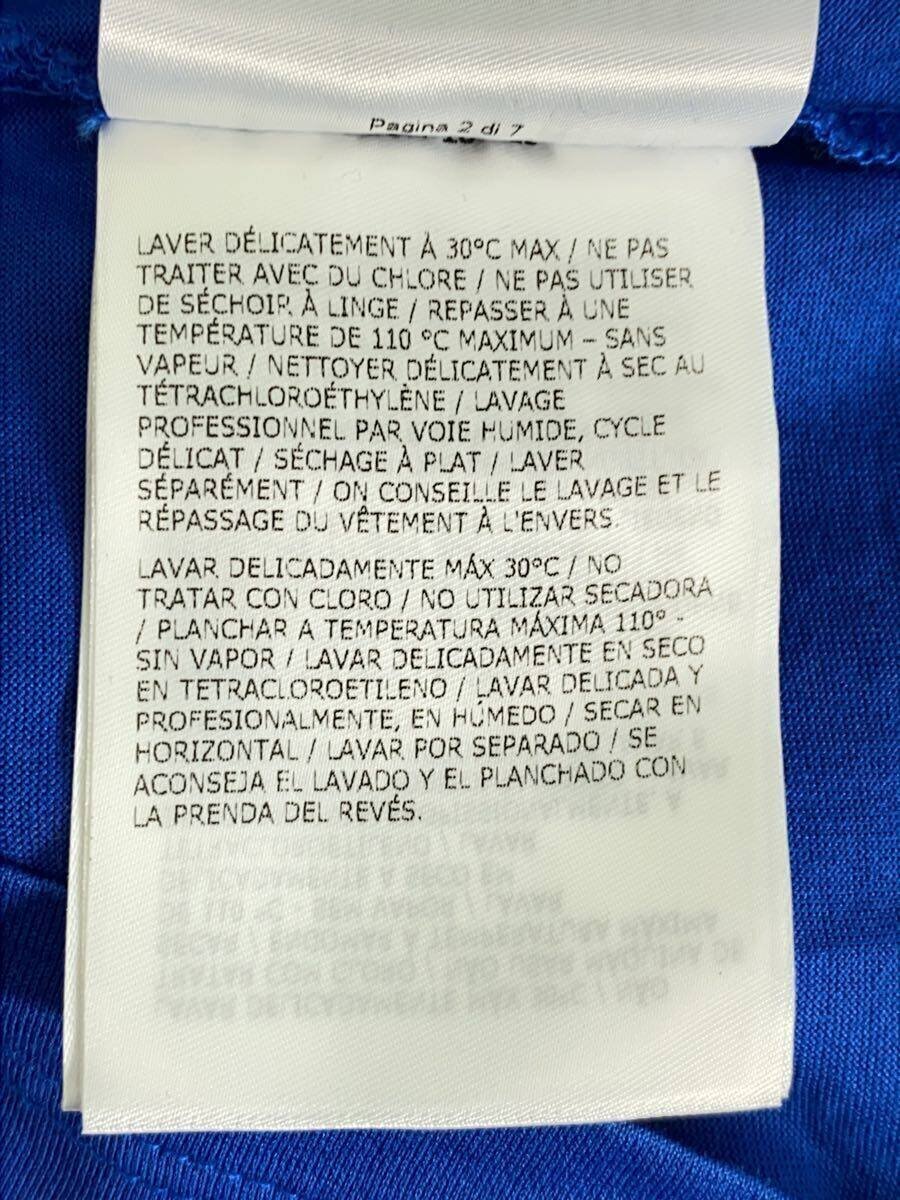 Pagina 2 di 7
LAVER DÉLICATEMENT À 30°C MAX / NE PAS
TRAITER AVEC DU CHLORE / NE PAS UTILISER
DE SÉCHOIR À LINGE / REPASSER À UNE
TEMPÉRATURE DE 110 °C MAXIMUM – SANS
VAPEUR / NETTOYER DÉLICATEMENT À SEC AU
TÉTRACHLOROÉTHYLÈNE / LAVAGE
PROFESSIONNEL PAR VOIE HUMIDE, CYCLE
DÉLICAT / SÉCHAGE À PLAT / LAVER
SÉPARÉMENT / ON CONSEILLE LE LAVAGE ET LE
RÉPASSAGE DU VÊTEMENT À L'ENVERS.
LAVAR DELICADAMENTE MÁX 30°C / NO
TRATAR CON CLORO / NO UTILIZAR SECADORA
/ PLANCHAR A TEMPERATURA MÁXIMA 110° -
SIN VAPOR / LAVAR DELICADAMENTE EN SECO
EN TETRACLOROETILENO / LAVAR DELICADA Y
PROFESIONALMENTE, EN HÚMEDO / SECAR EN
HORIZONTAL / LAVAR POR SEPARADO / SE
ACONSEJA EL LAVADO Y EL PLANCHADO CON
LA PRENDA DEL REVÉS.